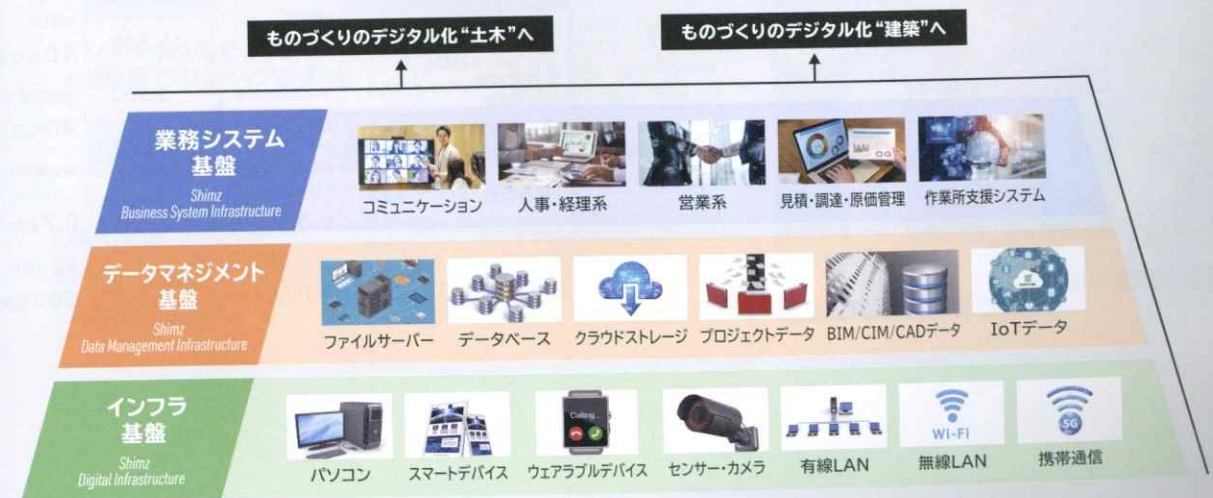 ものづくりのデジタル化“土木”へ
ものづくりのデジタル化“建築”へ
業務システム
基盤
Shimz
Business System Infrastructure
コミュニケーション
人事・経理系
営業系
見積・調達・原価管理
作業所支援システム
データマネジメント
基盤
Shimz
Data Management Infrastructure
ファイルサーバー
データベース
クラウドストレージ
プロジェクトデータ
BIM/CIM/CADデータ
IoTデータ
インフラ
基盤
Shimz
Digital Infrastructure
Calling...
Wi-Fi
5G
パソコン
スマートデバイス
ウェアラブルデバイス
センサー・カメラ
有線LAN
無線LAN
携帯通信